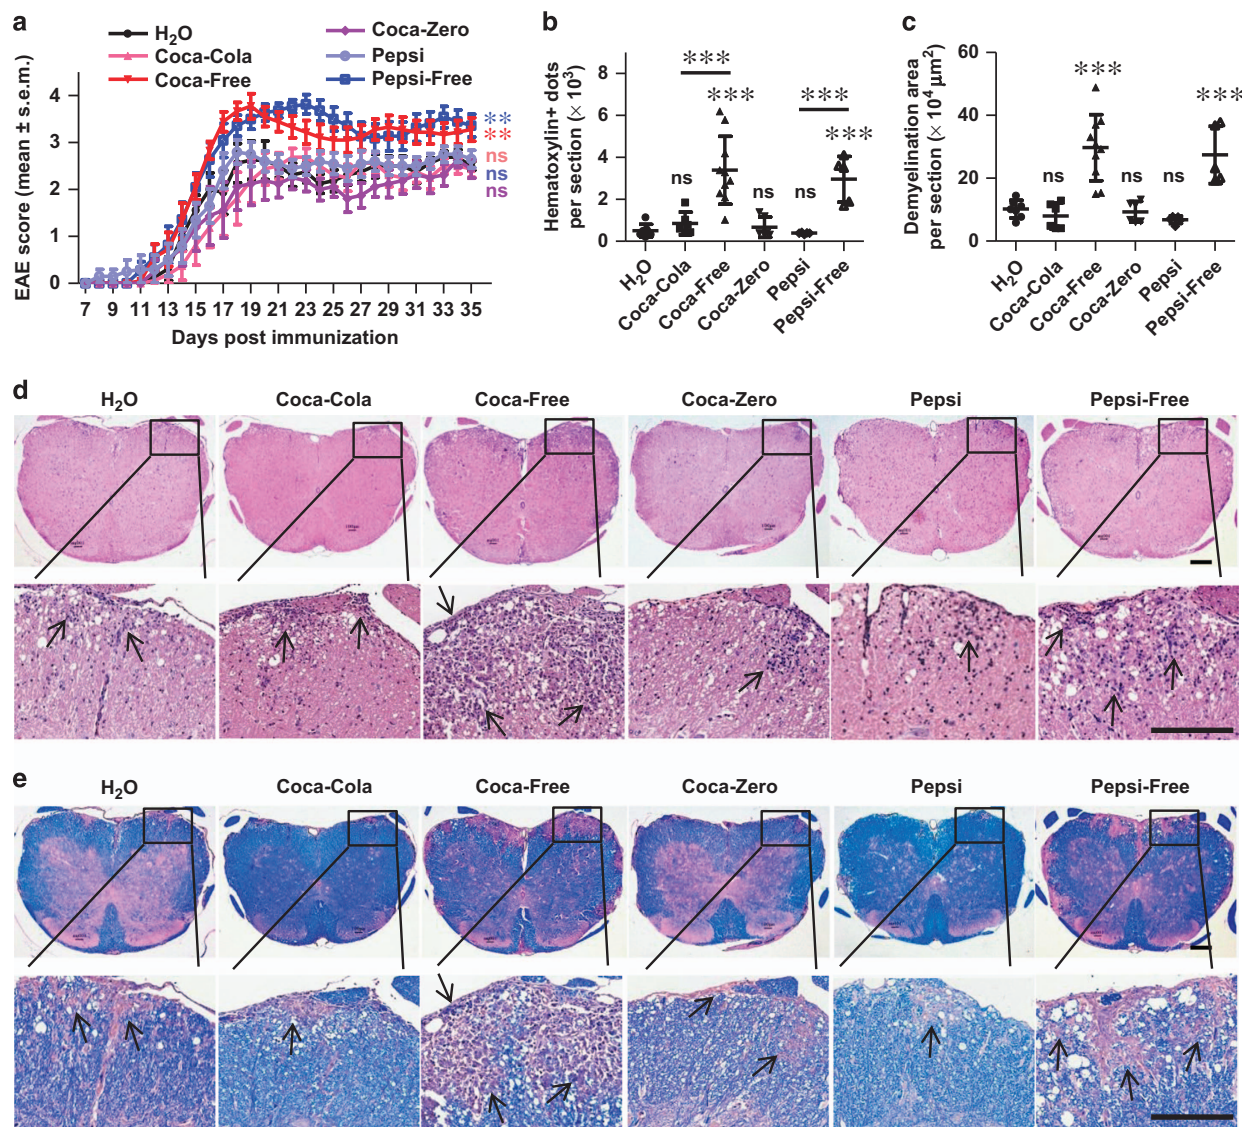 a
H₂O
Coca-Cola
Coca-Free
Coca-Zero
Pepsi
Pepsi-Free
EAE score (mean ± s.e.m.)
4
3
2
1
0
**
**
ns
ns
ns
7 9 11 13 15 17 19 21 23 25 27 29 31 33 35
Days post immunization
b
Hematoxylin+ dots
per section (× 10³)
8
6
4
2
0
ns
***
***
ns
ns
***
***
H₂O
Coca-Cola
Coca-Free
Coca-Zero
Pepsi
Pepsi-Free
c
Demyelination area
per section (× 10⁴ µm²)
60
40
20
0
ns
***
ns
ns
***
H₂O
Coca-Cola
Coca-Free
Coca-Zero
Pepsi
Pepsi-Free
d
H₂O Coca-Cola Coca-Free Coca-Zero Pepsi Pepsi-Free
e
H₂O Coca-Cola Coca-Free Coca-Zero Pepsi Pepsi-Free